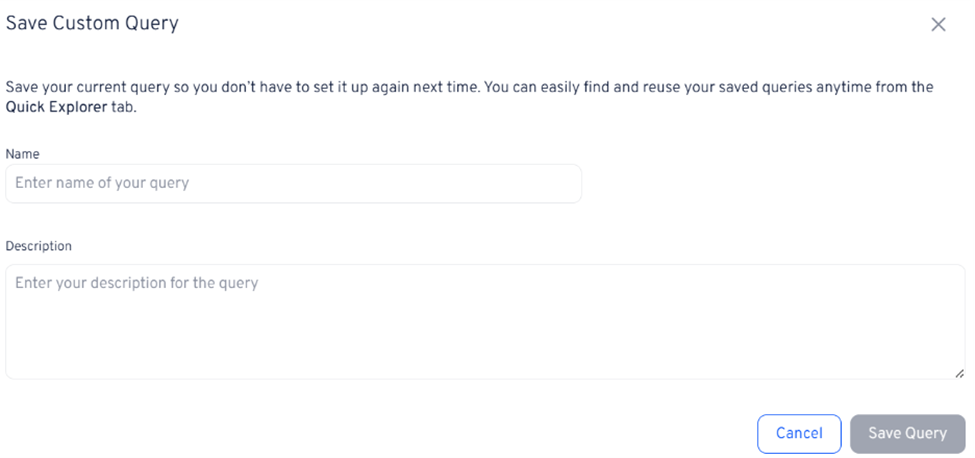 Save Custom Query
Save your current query so you don't have to set it up again next time. You can easily find and reuse your saved queries anytime from the
Quick Explorer tab.
Name
Enter name of your query
Description
Enter your description for the query
Cancel
Save Query